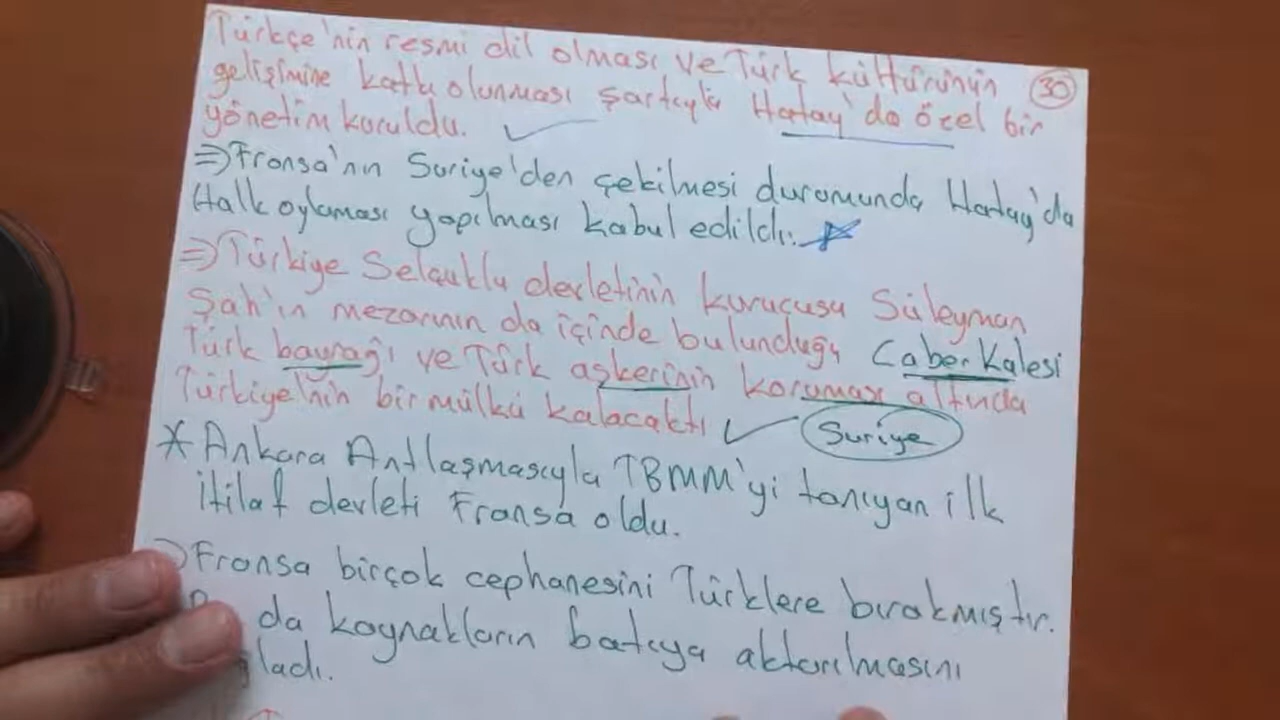 Türkçe'nin resmi dil olması ve Türk kültürünün
gelişimine katkı olunması şartıyla Hatay'da özel bir
30
yönetim kuruldu.
⇒Fransa'nın Suriye'den çekilmesi durumunda Hatay'da
Halk oylaması yapılması kabul edildi.
⇒Türkiye Selçuklu devletinin kurucusu Süleyman
Şah'ın mezarının da içinde bulunduğu Caber Kalesi
Türk bayrağı ve Türk askerinin koruması altında
Türkiye'nin bir mülkü kalacaktı
Suriye
* Ankara Antlaşmasıyla TBMM'yi tanıyan ilk
itilaf devleti Fransa oldu.
⇒Fransa birçok cephanesini Türklere bırakmıştır.
da kaynakların batıya aktarılmasını
ladı.